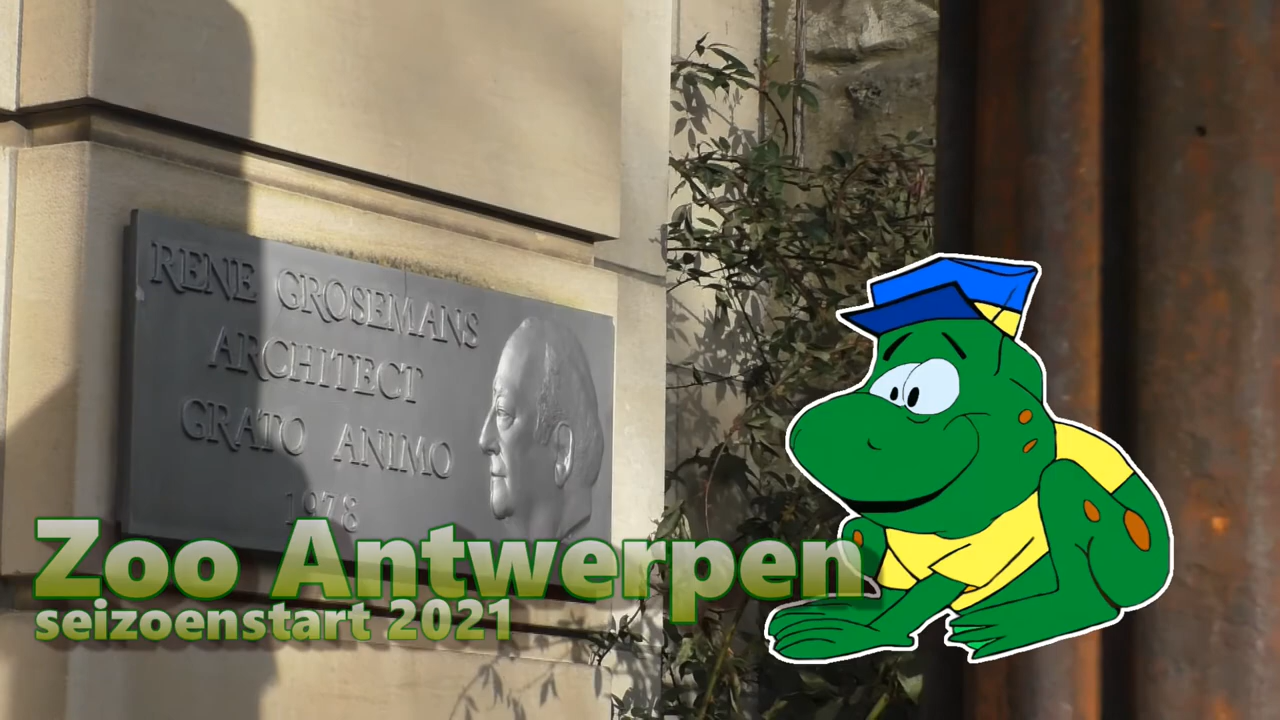 RENE GROSEMANS
ARCHITECT
GRATO ANIMO
1978
Zoo Antwerpen
seizoenstart 2021